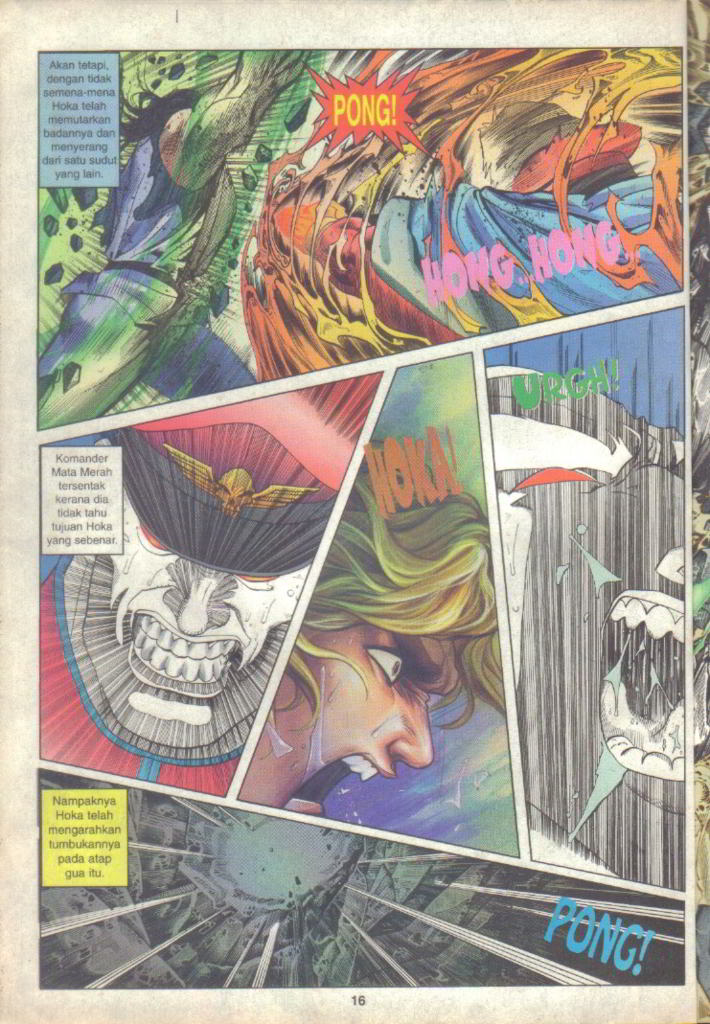 Akan tetapi,
dengan tidak
semena-mena
Hoka telah
memutarkan
badannya dan
menyerang
dari satu sudut
yang lain.
PONG!
HONG..HONG
Komander
Mata Merah
tersentak
kerana dia
tidak tahu
tujuan Hoka
yang sebenar.
HOKA!
URGH!
Nampaknya
Hoka telah
mengarahkan
tumbukannya
pada atap
gua itu.
PONG!
16